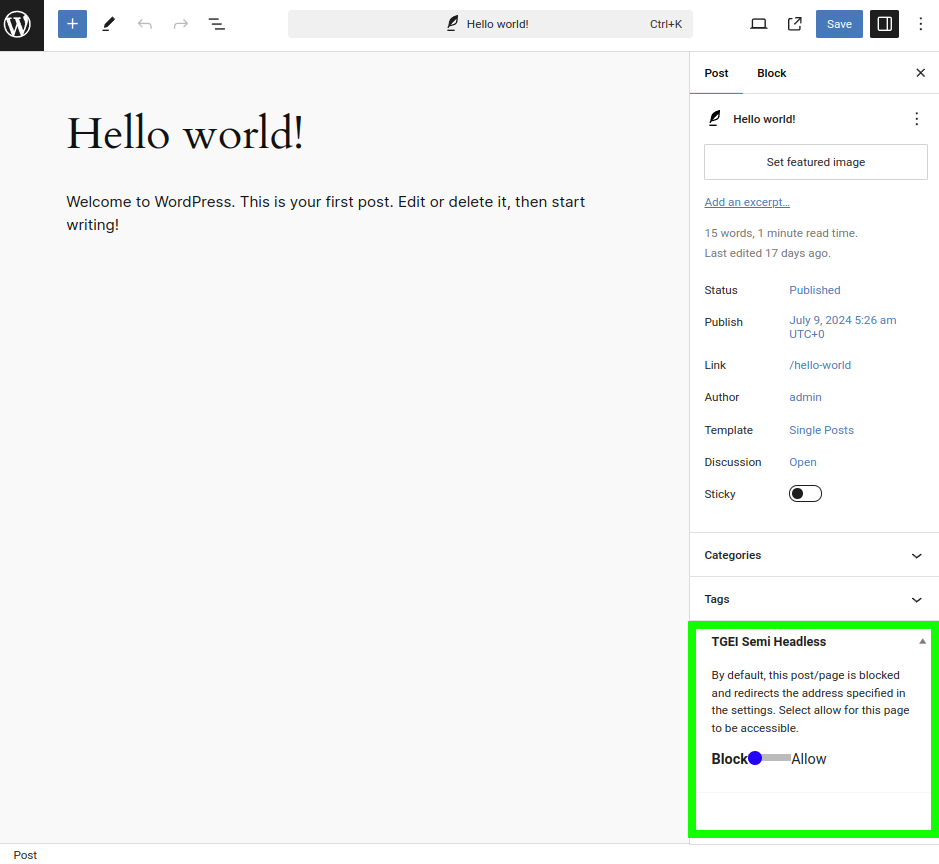 Hello world!
Ctrl+K
Save
Post
Block
Hello world!
Hello world!
Set featured image
Welcome to WordPress. This is your first post. Edit or delete it, then start
writing!
Add an excerpt...
15 words, 1 minute read time.
Last edited 17 days ago.
Status
Published
Publish
July 9, 2024 5:26 am
UTC+0
Link
/hello-world
Author
admin
Template
Single Posts
Discussion
Open
Sticky
Categories
Tags
TGEI Semi Headless
By default, this post/page is blocked
and redirects the address specified in
the settings. Select allow for this page
to be accessible.
Block
Allow
Post